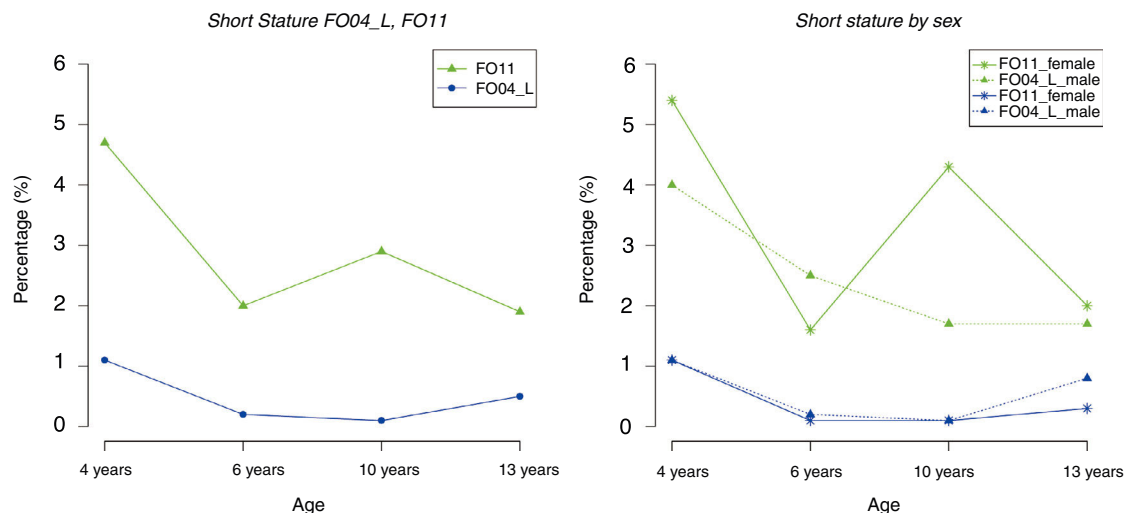 Short Stature FO04_L, FO11
6
5
4
3
2
1
0
Percentage (%)
FO11
FO04_L
4 years
6 years
10 years
13 years
Age
Short stature by sex
6
5
4
3
2
1
0
Percentage (%)
FO11_female
FO04_L_male
FO11_female
FO04_L_male
4 years
6 years
10 years
13 years
Age